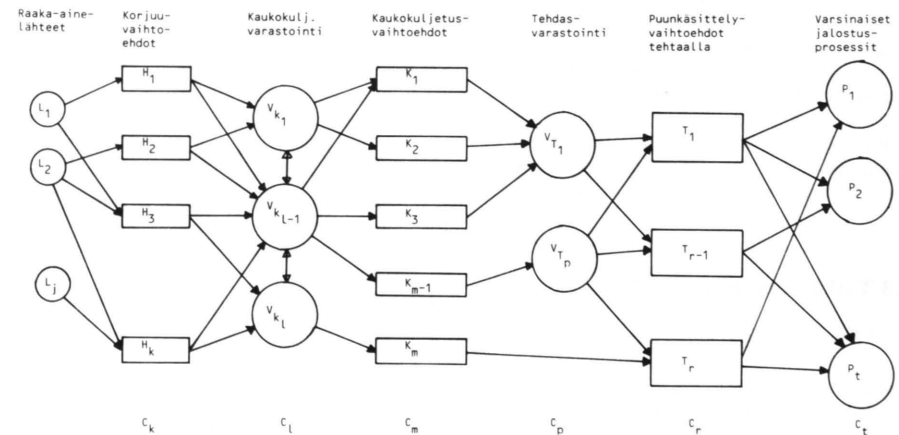 Raaka-aine-
lähteet
Korjuu-
vaihto-
ehdot
Kaukokulj.
varastointi
Kaukokuljetus-
vaihtoehdot
Tehdas-
varastointi
Puunkäsittely-
vaihtoehdot
tehtaalla
Varsinaiset
jalostus-
prosessit
L1
L2
Lj
H1
H2
H3
Hk
Vk1
Vkl-1
Vkl
K1
K2
K3
Km-1
Km
VT1
VTp
T1
Tr-1
Tr
P1
P2
Pt
Ck
Cl
Cm
Cp
Cr
Ct